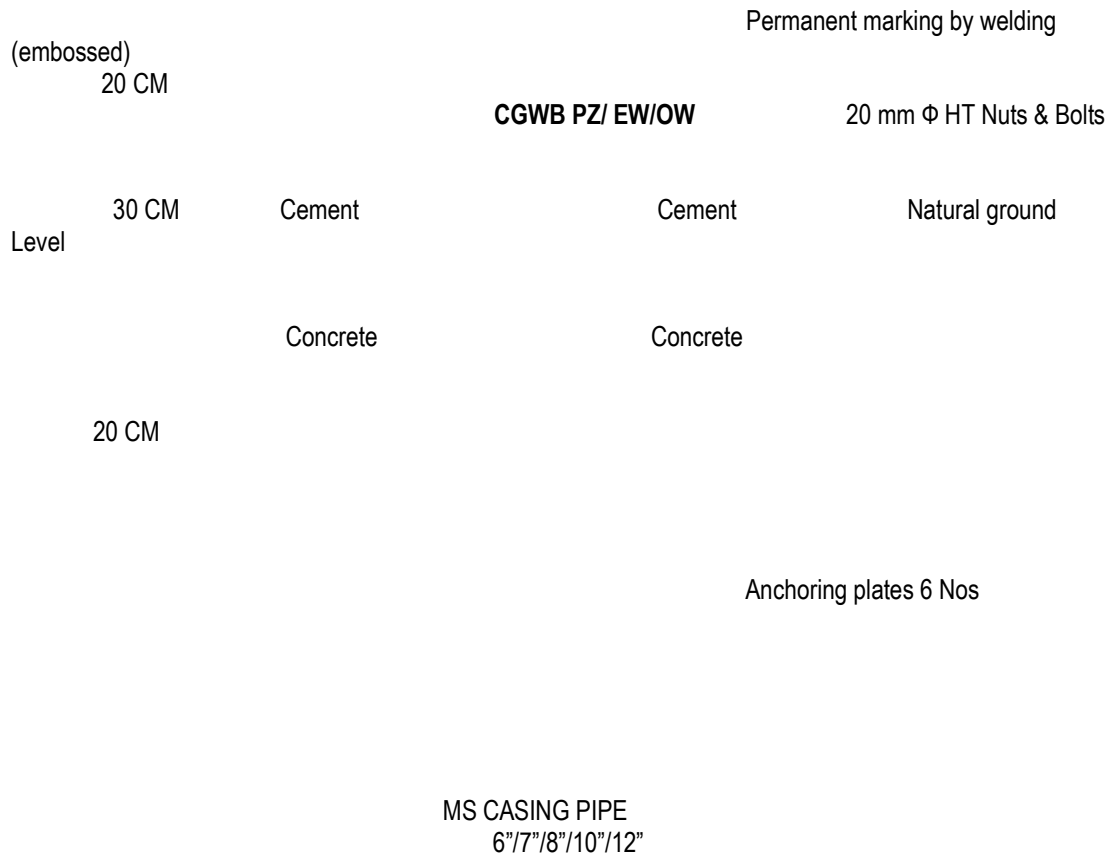 Permanent marking by welding
(embossed)
20 CM
CGWB PZ/ EW/OW 20 mm Φ HT Nuts & Bolts
30 CM Cement Cement Natural ground
Level
Concrete Concrete
20 CM
Anchoring plates 6 Nos
MS CASING PIPE
6”/7”/8”/10”/12”